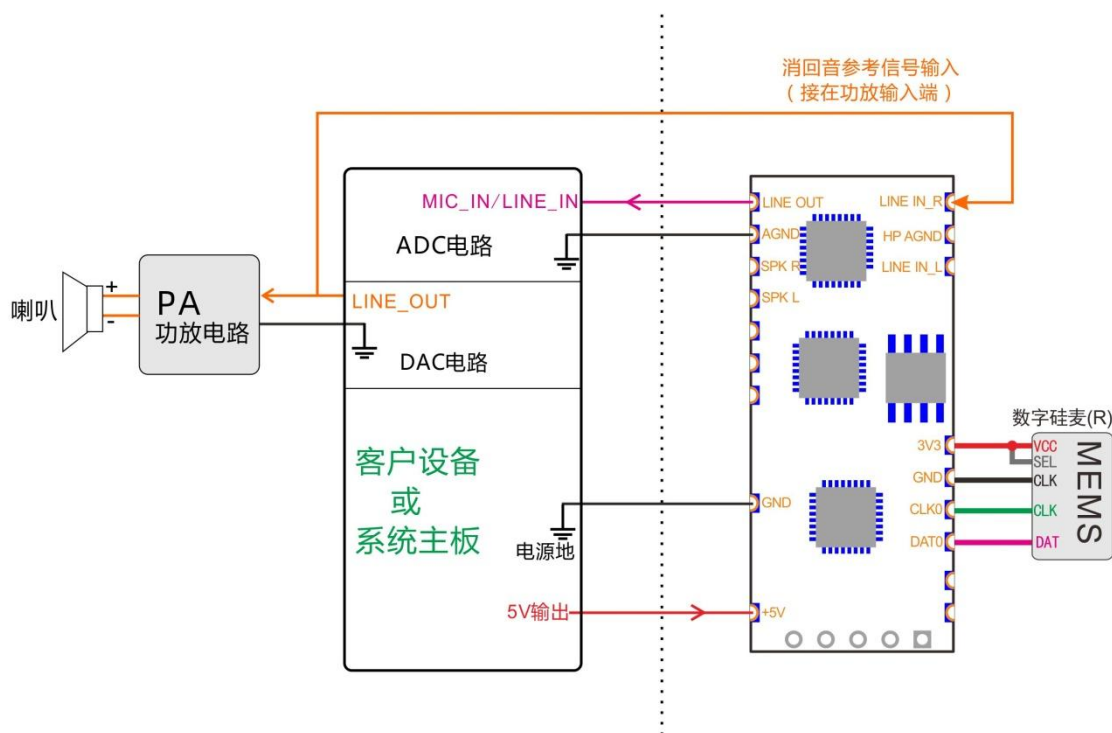 消回音参考信号输入
（接在功放输入端）
MIC_IN/LINE_IN
ADC电路
LINE_OUT
DAC电路
客户设备
或
系统主板
电源地
5V输出
喇叭
+
-
PA
功放电路
LINE OUT
AGND
SPK R
SPK L
GND
+5V
LINE IN_R
HP AGND
LINE IN_L
3V3
GND
CLK0
DAT0
数字硅麦(R)
VCC
SEL
CLK
CLK
DAT
MEMS